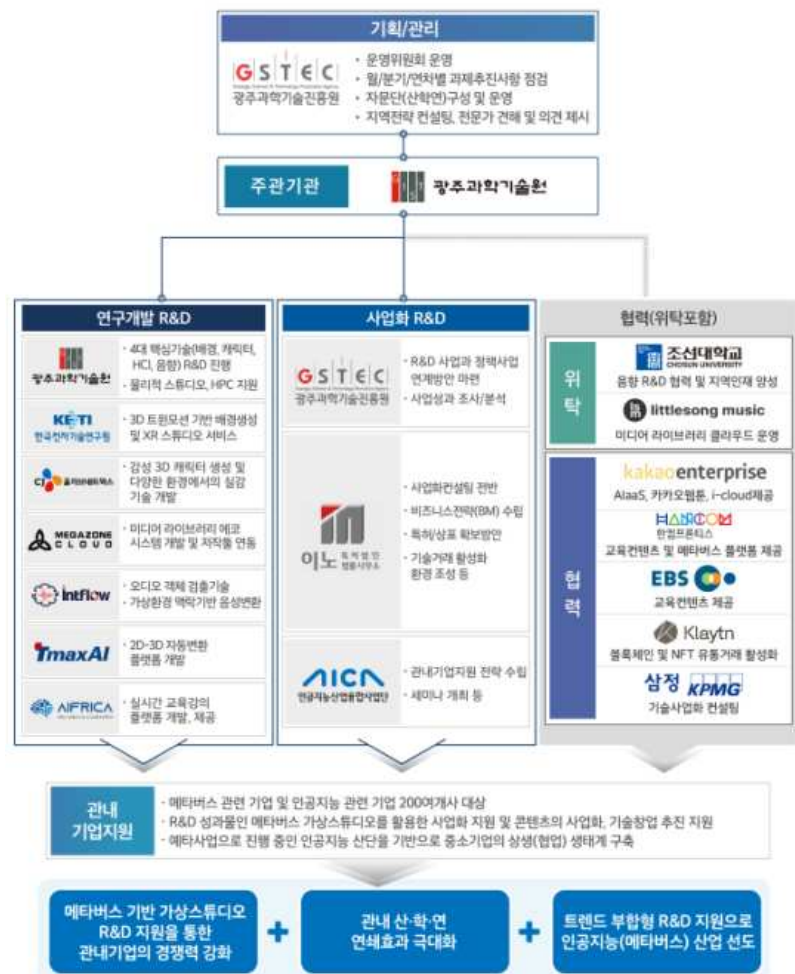 기획/관리
GSTEC
광주과학기술진흥원
· 운영위원회 운영
· 월/분기/연차별 과제추진사항 점검
· 자문단(산학연)구성 및 운영
· 지역전략 컨설팅, 전문가 견해 및 의견 제시
주관기관
광주과학기술원
연구개발 R&D
광주과학기술원
· 4대 핵심기술(배경, 캐릭터,
HCI, 음향) R&D 진행
· 물리적 스튜디오, HPC 지원
KETI
한국전자기술연구원
· 3D 트윈모션 기반 배경생성
및 XR 스튜디오 서비스
CJ 올리브네트웍스
· 감성 3D 캐릭터 생성 및
다양한 환경에서의 실감
기술 개발
MEGAZONE
CLOUD
· 미디어 라이브러리 에코
시스템 개발 및 저작툴 연동
intflow
· 오디오 객체 검출기술
· 가상환경 맥락기반 음성변환
TmaxAI
· 2D-3D 자동변환
플랫폼 개발
AIFRICA
· 실시간 교육강의
플랫폼 개발, 제공
사업화 R&D
GSTEC
광주과학기술진흥원
· R&D 사업과 정책사업
연계방안 마련
· 사업성과 조사/분석
이노 특허법인
법률사무소
· 사업화컨설팅 전반
· 비즈니스전략(BM) 수립
· 특허/상표 확보방안
· 기술거래 활성화
환경 조성 등
AICA
인공지능산업융합사업단
· 관내기업지원 전략 수립
· 세미나 개최 등
협력(위탁포함)
위탁
조선대학교
CHOSUN UNIVERSITY
음향 R&D 협력 및 지역인재 양성
littlesong music
미디어 라이브러리 클라우드 운영
협력
kakaoenterprise
AIaaS, 카카오웹툰, i-cloud제공
HANCOM
한컴프론티스
교육컨텐츠 및 메타버스 플랫폼 제공
EBS
교육컨텐츠 제공
Klaytn
블록체인 및 NFT 유통거래 활성화
삼정 KPMG
기술사업화 컨설팅
관내
기업지원
· 메타버스 관련 기업 및 인공지능 관련 기업 200여개사 대상
· R&D 성과물인 메타버스 가상스튜디오를 활용한 사업화 지원 및 콘텐츠의 사업화, 기술창업 추진 지원
· 예타사업으로 진행 중인 인공지능 산단을 기반으로 중소기업의 상생(협업) 생태계 구축
메타버스 기반 가상스튜디오
R&D 지원을 통한
관내기업의 경쟁력 강화
+
관내 산·학·연
연쇄효과 극대화
+
트렌드 부합형 R&D 지원으로
인공지능(메타버스) 산업 선도